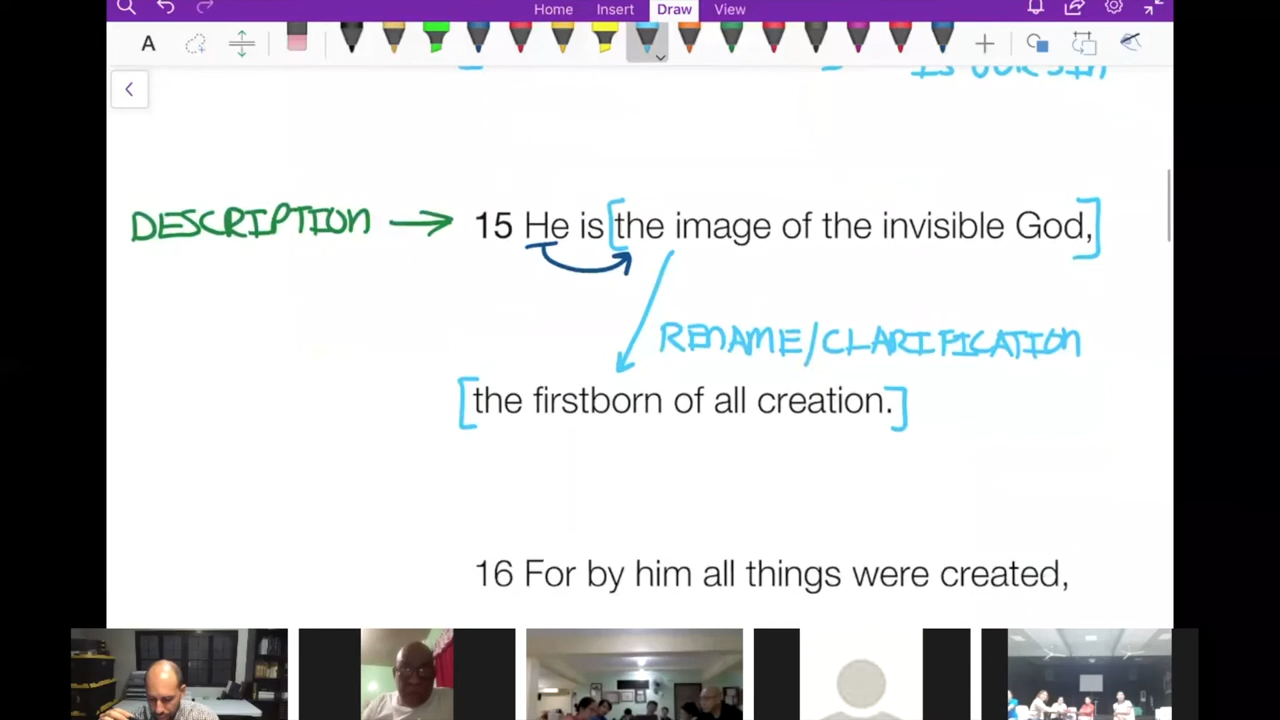 Home Insert Draw View
A
DESCRIPTION → 15 He is [the image of the invisible God,]
RENAME/CLARIFICATION
[the firstborn of all creation.]
16 For by him all things were created,